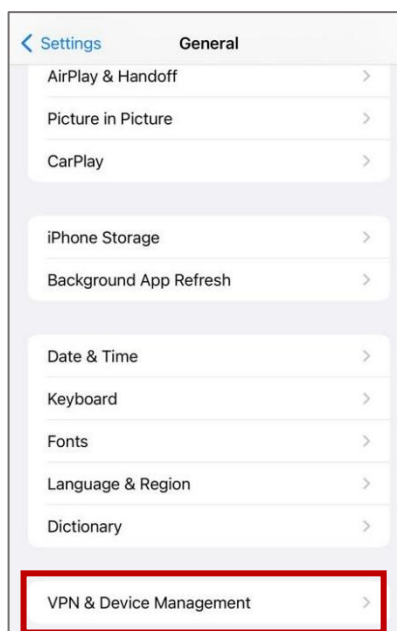 Settings General
AirPlay & Handoff
Picture in Picture
CarPlay
iPhone Storage
Background App Refresh
Date & Time
Keyboard
Fonts
Language & Region
Dictionary
VPN & Device Management